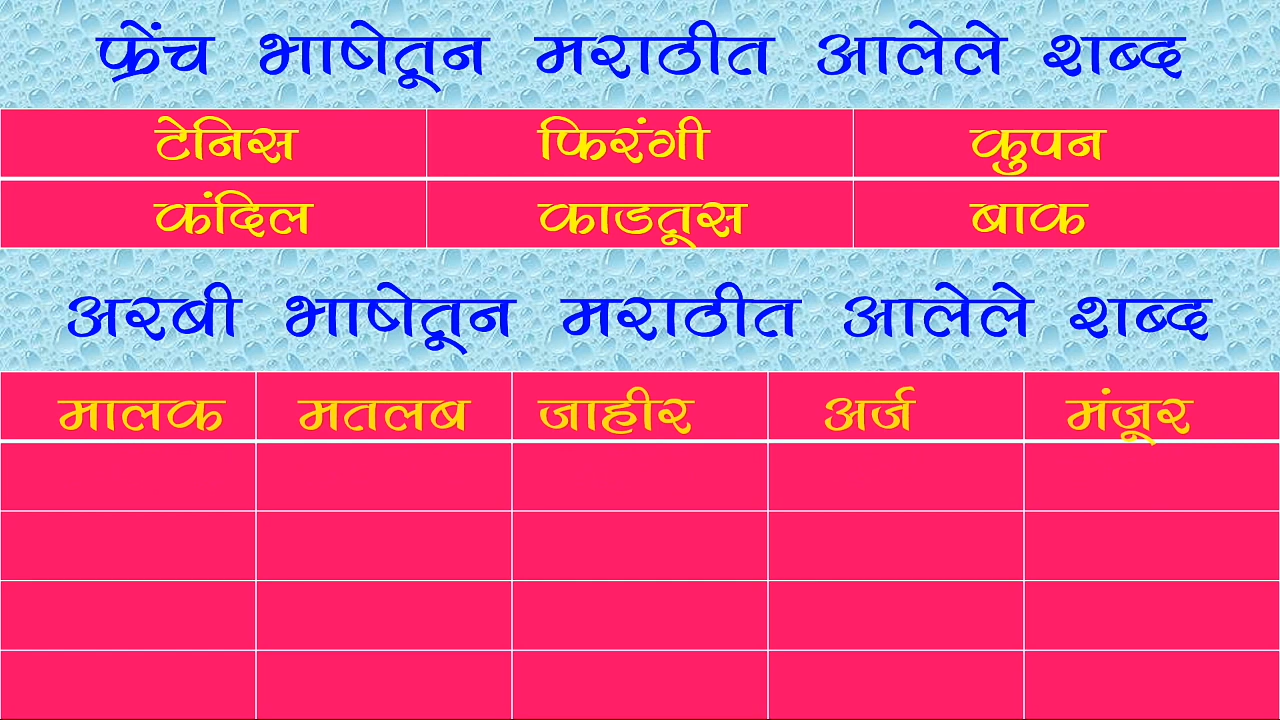 फ्रेंच भाषेतून मराठीत आलेले शब्द
टेनिस फिरंगी कुपन
कंदिल काडतूस बाक
अरबी भाषेतून मराठीत आलेले शब्द
मालक मतलब जाहीर अर्ज मंजूर